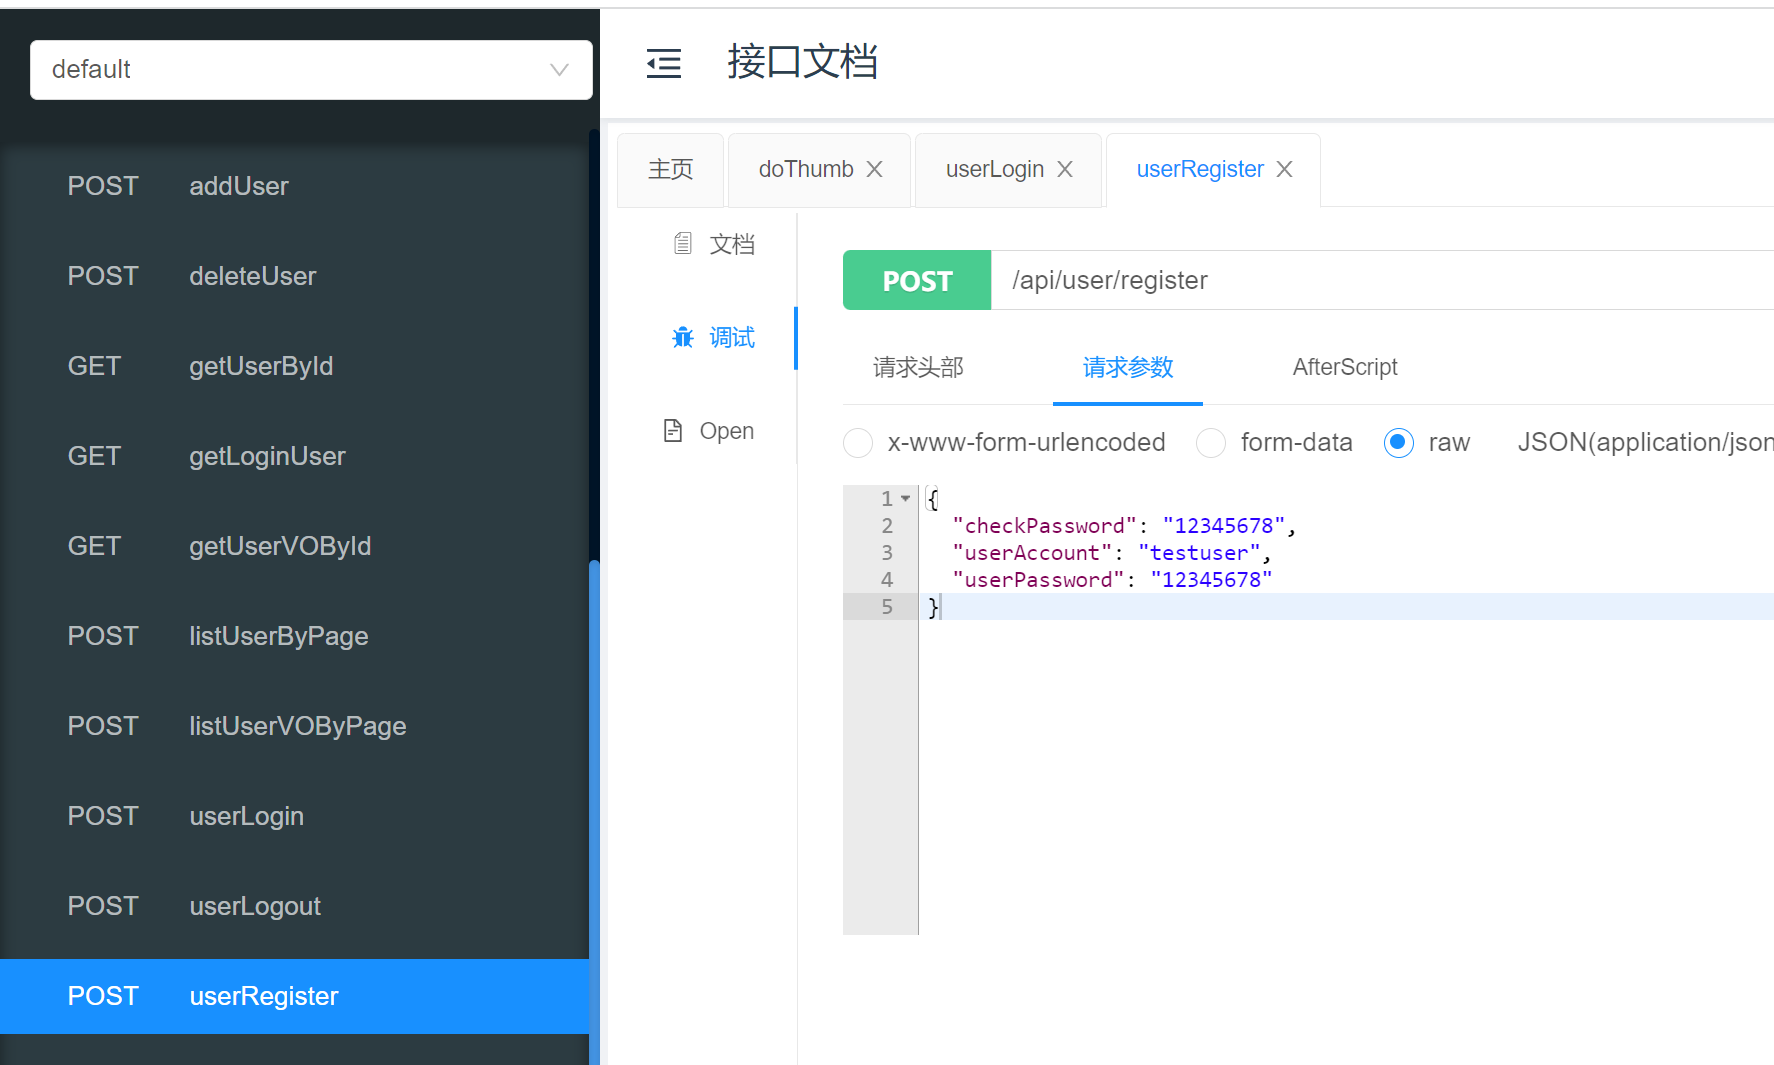 default
POST addUser
POST deleteUser
GET getUserById
GET getLoginUser
GET getUserVOById
POST listUserByPage
POST listUserVOByPage
POST userLogin
POST userLogout
POST userRegister
接口文档
主页 doThumb userLogin userRegister
文档
调试
Open
POST /api/user/register
请求头部 请求参数 AfterScript
x-www-form-urlencoded form-data raw JSON(application/json
1 {
2 "checkPassword": "12345678",
3 "userAccount": "testuser",
4 "userPassword": "12345678"
5 }